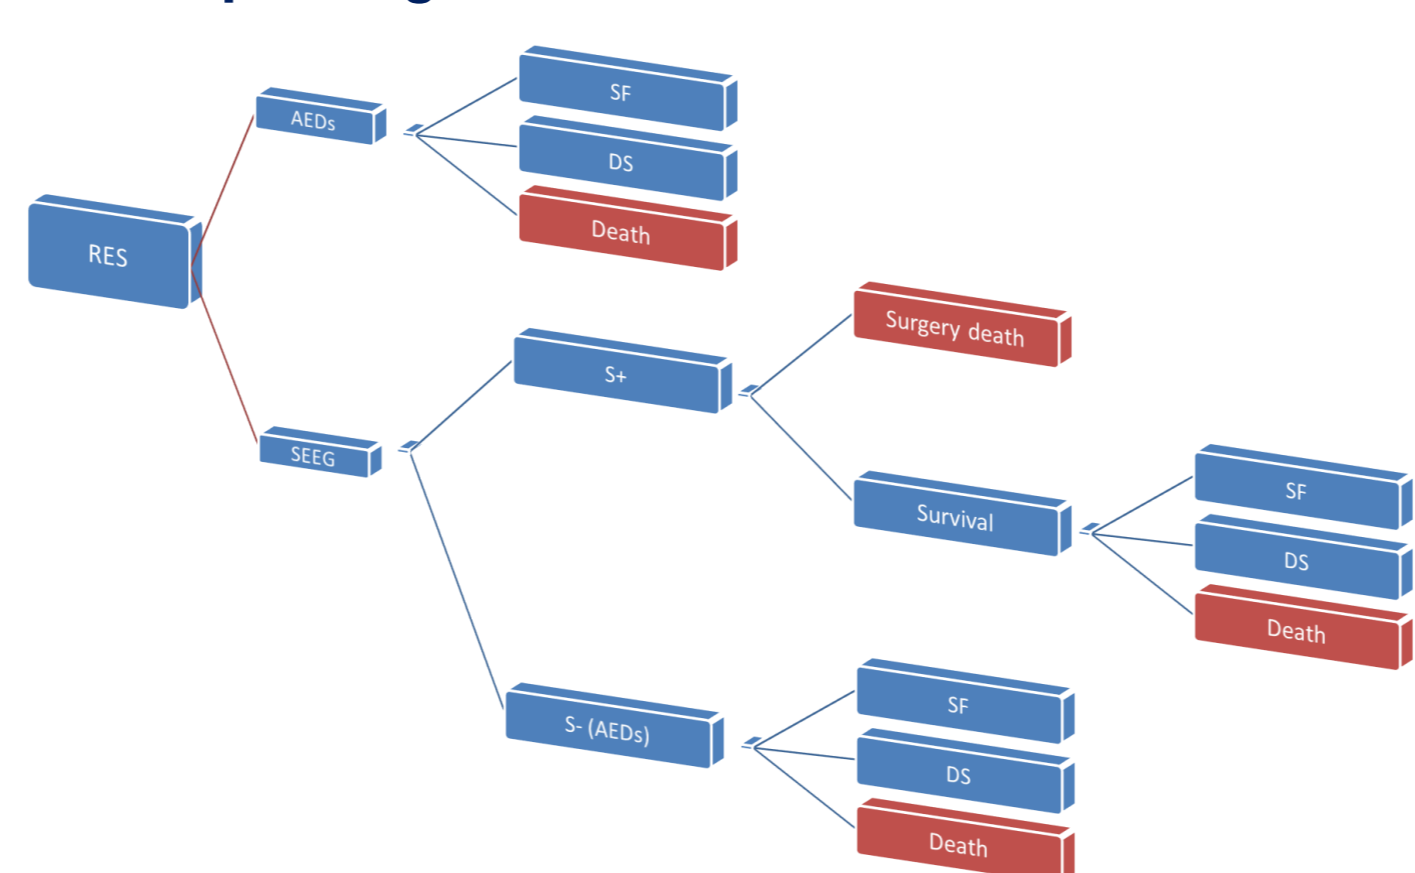 RES
AEDs
SF
DS
Death
SEEG
S+
Surgery death
Survival
SF
DS
Death
S- (AEDs)
SF
DS
Death